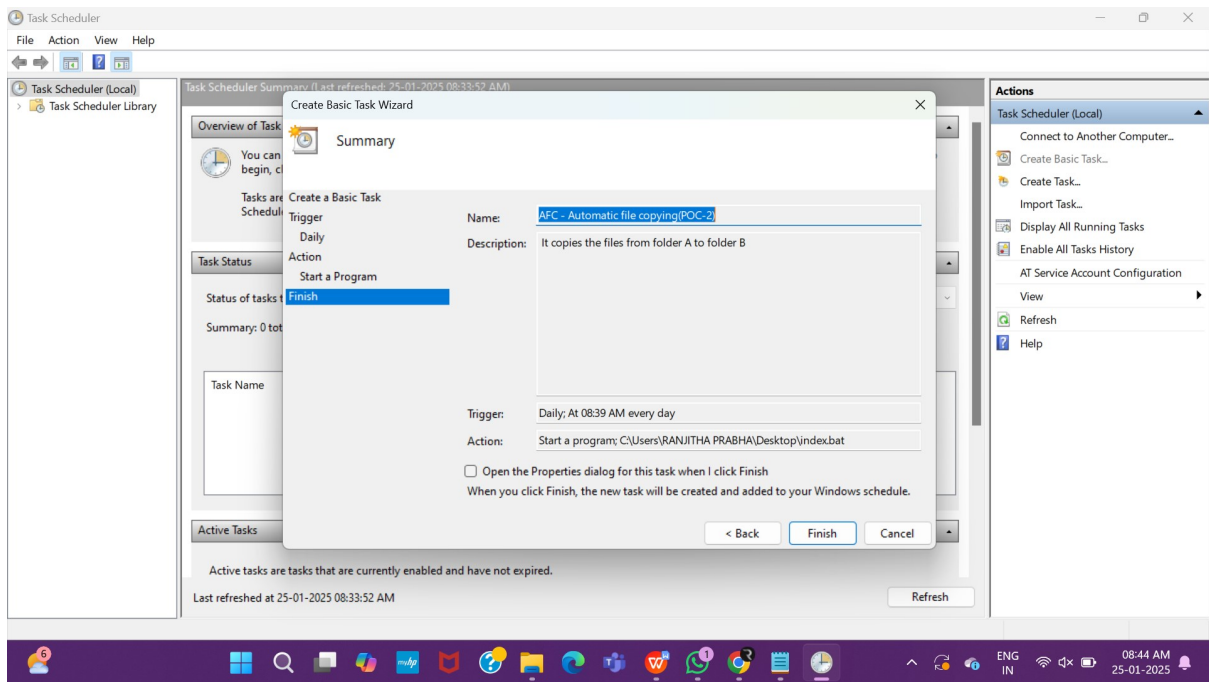 Task Scheduler
File Action View Help
Task Scheduler (Local)
Task Scheduler Library
Task Scheduler Summary (Last refreshed: 25-01-2025 08:33:52 AM)
Overview of Task
You can
begin, cl
Tasks are
Schedul
Task Status
Status of tasks t
Summary: 0 tot
Task Name
Active Tasks
Active tasks are tasks that are currently enabled and have not expired.
Last refreshed at 25-01-2025 08:33:52 AM
Refresh
Create Basic Task Wizard
Summary
Create a Basic Task
Trigger
Daily
Action
Start a Program
Finish
Name: AFC - Automatic file copying(POC-2)
Description: It copies the files from folder A to folder B
Trigger: Daily; At 08:39 AM every day
Action: Start a program; C:\Users\RANJITHA PRABHA\Desktop\index.bat
Open the Properties dialog for this task when I click Finish
When you click Finish, the new task will be created and added to your Windows schedule.
< Back Finish Cancel
Actions
Task Scheduler (Local)
Connect to Another Computer...
Create Basic Task...
Create Task...
Import Task...
Display All Running Tasks
Enable All Tasks History
AT Service Account Configuration
View
Refresh
Help
6
myhp
1
R
ENG
IN
08:44 AM
25-01-2025